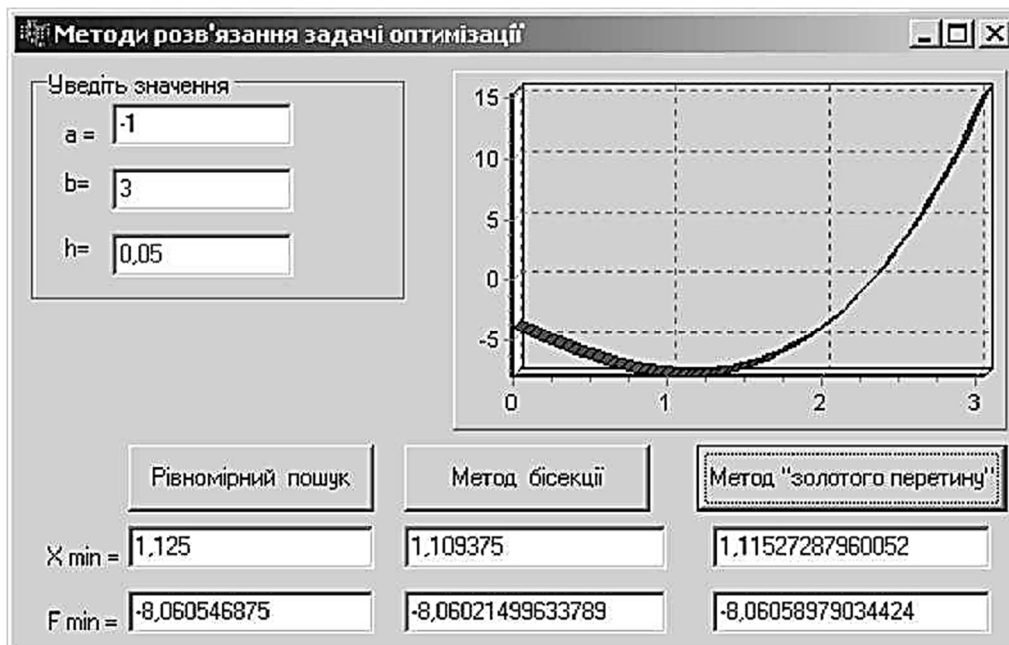 Методи розв'язання задачі оптимізації
Уведіть значення
a = -1
b= 3
h= 0,05
15
10
5
0
-5
0 1 2 3
Рівномірний пошук Метод бісекції Метод "золотого перетину"
X min = 1,125 1,109375 1,11527287960052
F min = -8,060546875 -8,06021499633789 -8,06058979034424